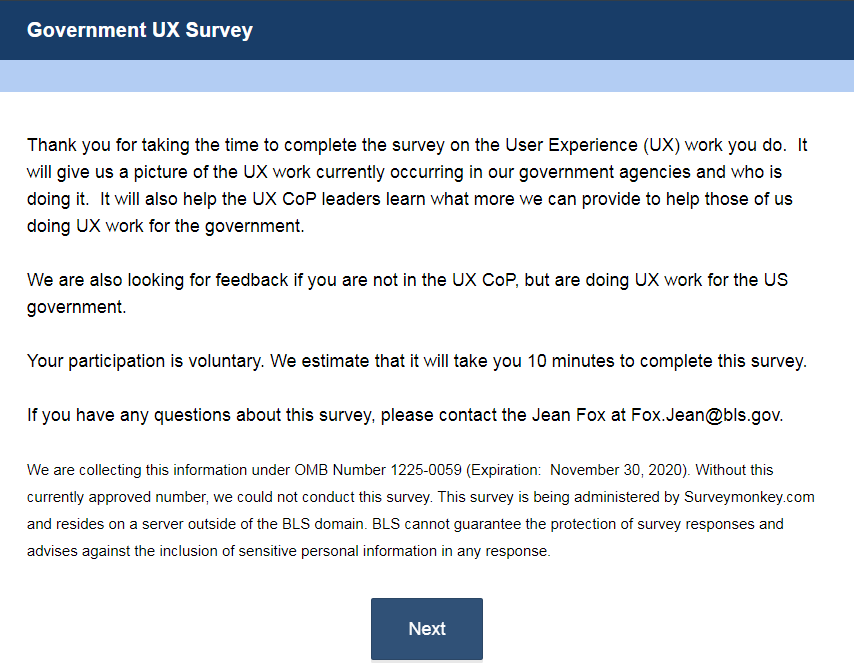 Government UX Survey
Thank you for taking the time to complete the survey on the User Experience (UX) work you do.  It
will give us a picture of the UX work currently occurring in our government agencies and who is
doing it.  It will also help the UX CoP leaders learn what more we can provide to help those of us
doing UX work for the government.
We are also looking for feedback if you are not in the UX CoP, but are doing UX work for the US
government.
Your participation is voluntary. We estimate that it will take you 10 minutes to complete this survey.
If you have any questions about this survey, please contact the Jean Fox at Fox.Jean@bls.gov.
We are collecting this information under OMB Number 1225-0059 (Expiration:  November 30, 2020). Without this
currently approved number, we could not conduct this survey. This survey is being administered by Surveymonkey.com
and resides on a server outside of the BLS domain. BLS cannot guarantee the protection of survey responses and
advises against the inclusion of sensitive personal information in any response.
Next